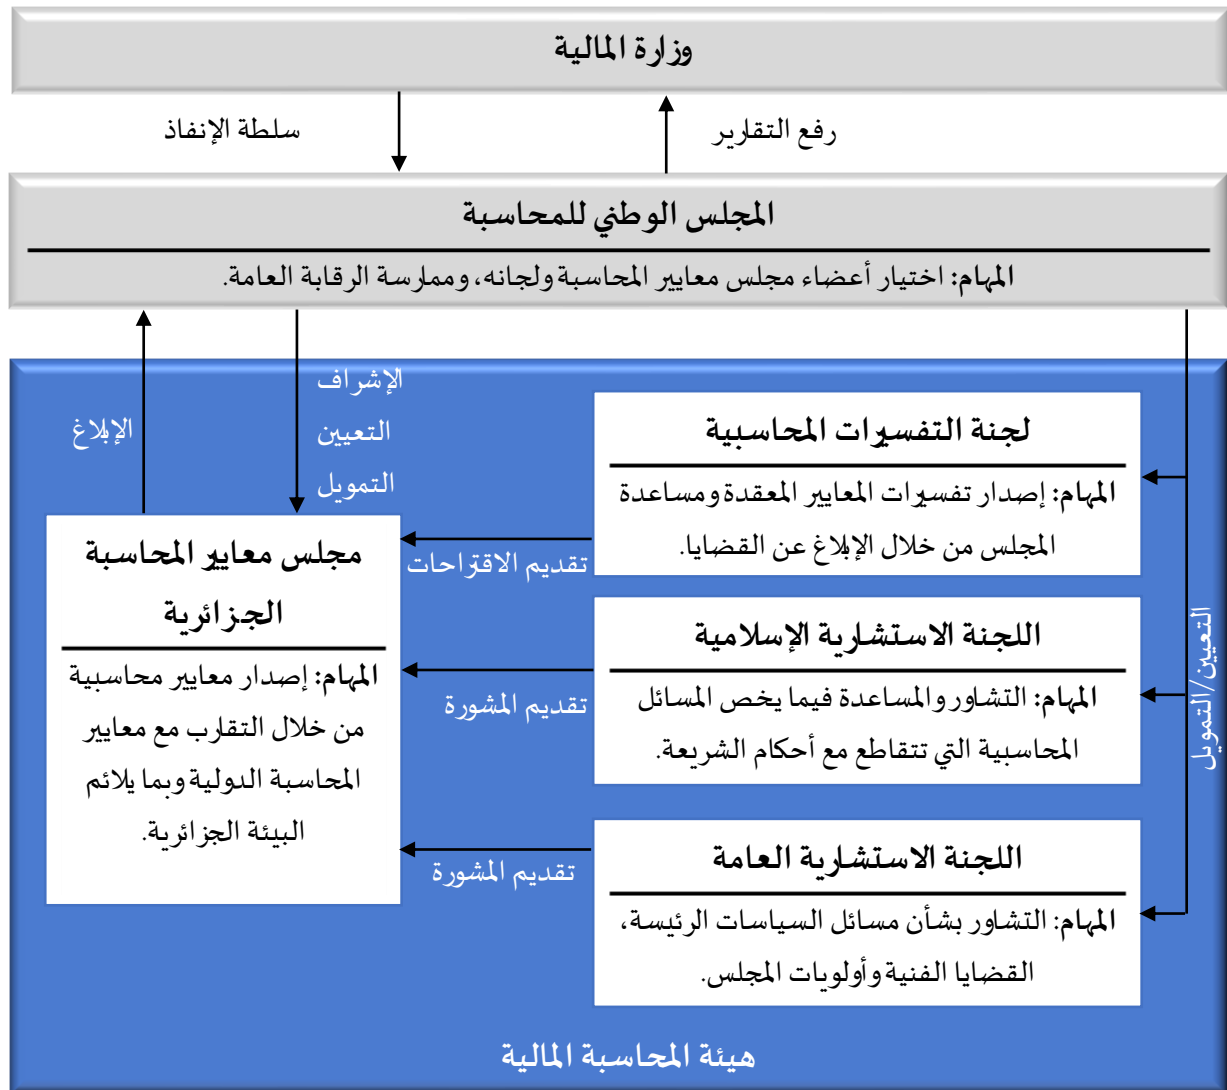 وزارة المالية
رفع التقارير
سلطة الإنفاذ
المجلس الوطني للمحاسبة
المهام: اختيار أعضاء مجلس معايير المحاسبة ولجانه، وممارسة الرقابة العامة.
الإشراف
التعيين
التمويل
الإبلاغ
التعيين/التمويل
لجنة التفسيرات المحاسبية
المهام: إصدار تفسيرات المعايير المعقدة ومساعدة
المجلس من خلال الإبلاغ عن القضايا.
تقديم الاقتراحات
اللجنة الاستشارية الإسلامية
المهام: التشاور والمساعدة فيما يخص المسائل
المحاسبية التي تتقاطع مع أحكام الشريعة.
تقديم المشورة
اللجنة الاستشارية العامة
المهام: التشاور بشأن مسائل السياسات الرئيسة،
القضايا الفنية وأولويات المجلس.
تقديم المشورة
مجلس معايير المحاسبة
الجزائرية
المهام: إصدار معايير محاسبية
من خلال التقارب مع معايير
المحاسبة الدولية وبما يلائم
البيئة الجزائرية.
هيئة المحاسبة المالية